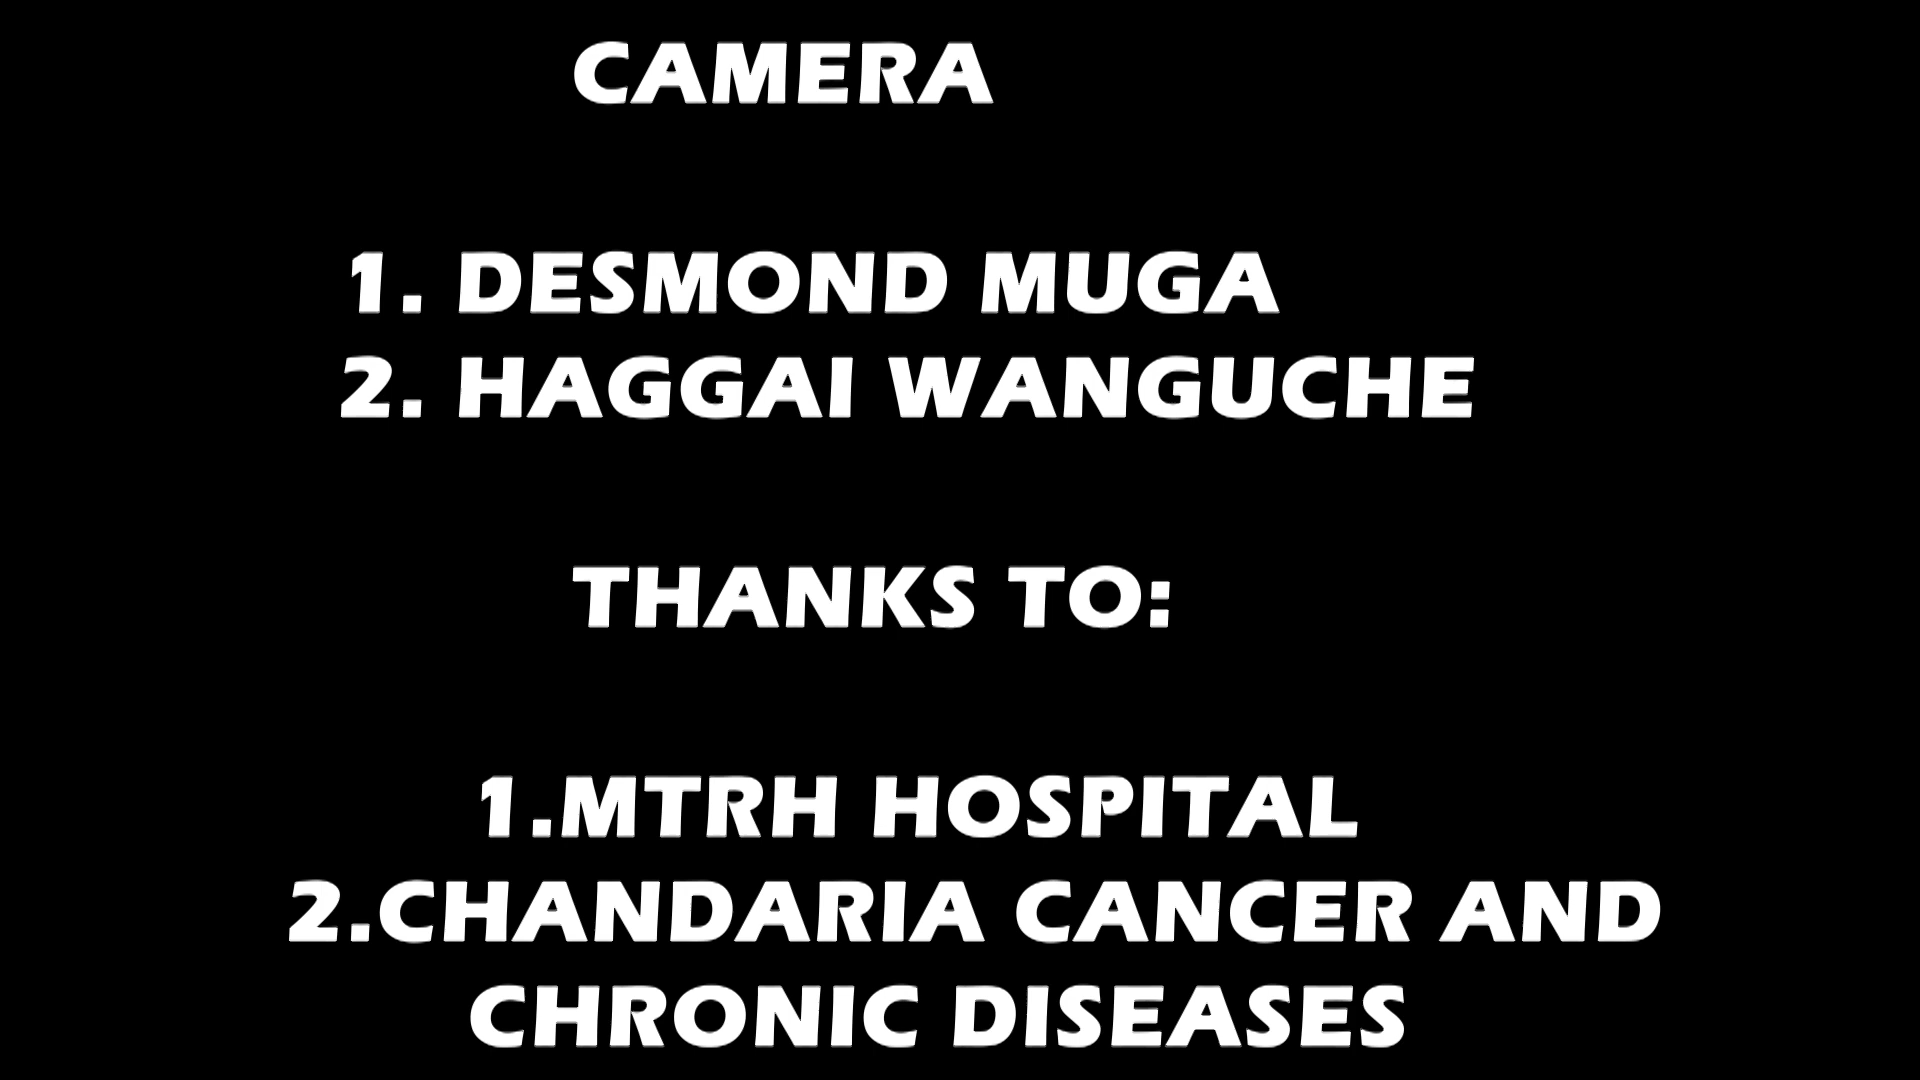 CAMERA
1. DESMOND MUGA
2. HAGGAI WANGUCHE
THANKS TO:
1.MTRH HOSPITAL
2.CHANDARIA CANCER AND
CHRONIC DISEASES